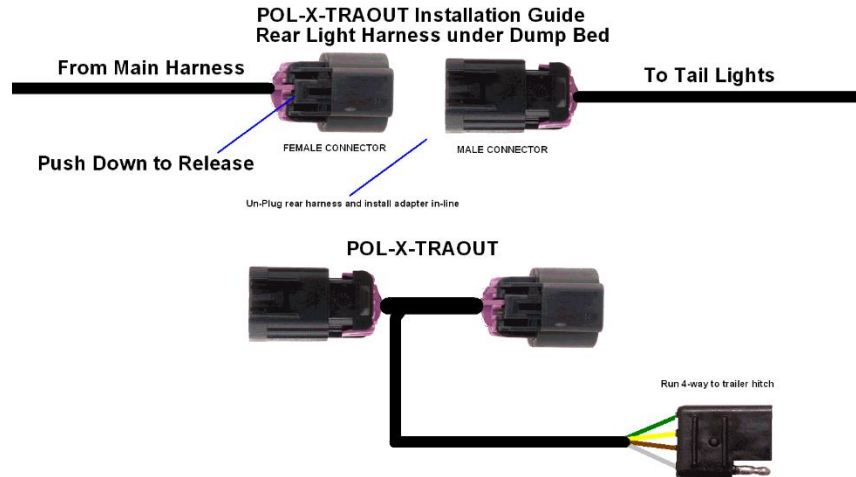 POL-X-TRAOUT Installation Guide
Rear Light Harness under Dump Bed
From Main Harness
To Tail Lights
FEMALE CONNECTOR
MALE CONNECTOR
Push Down to Release
Un-Plug rear harness and install adapter in-line
POL-X-TRAOUT
Run 4-way to trailer hitch